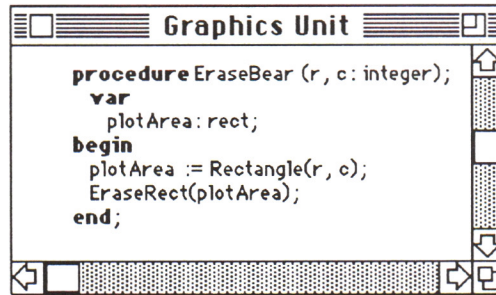 Graphics Unit
procedure EraseBear (r, c: integer);
var
plotArea: rect;
begin
plotArea := Rectangle(r, c);
EraseRect(plotArea);
end;